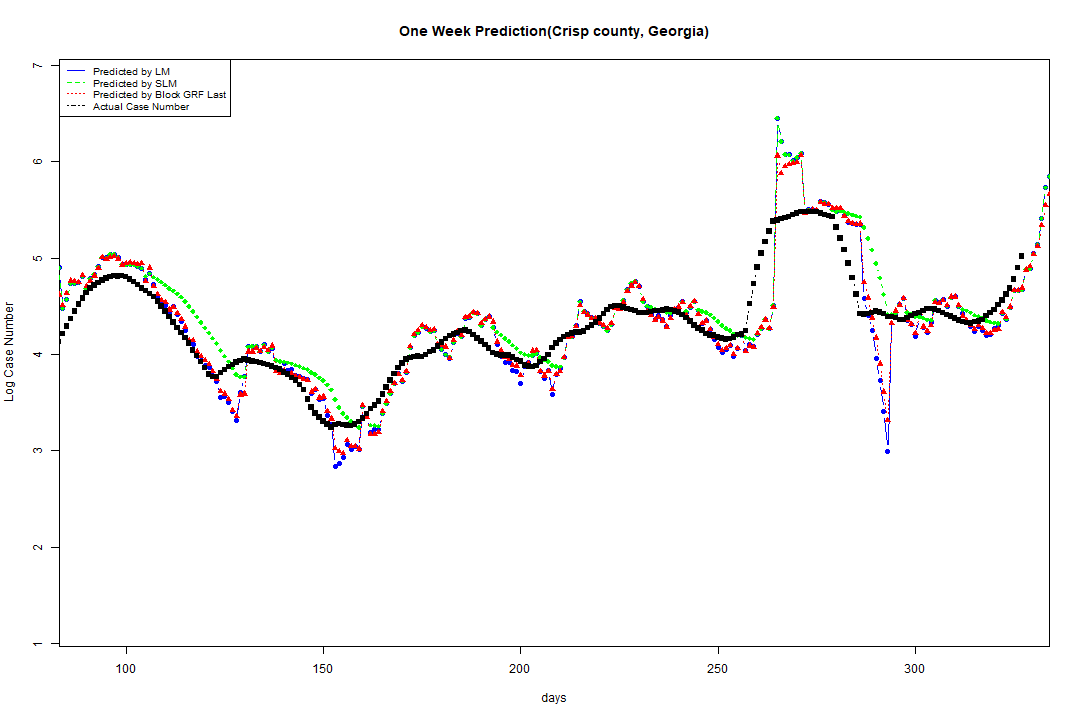 One Week Prediction(Crisp county, Georgia)
Predicted by LM
Predicted by SLM
Predicted by Block GRF Last
Actual Case Number
7
6
5
4
3
2
1
Log Case Number
100 150 200 250 300
days